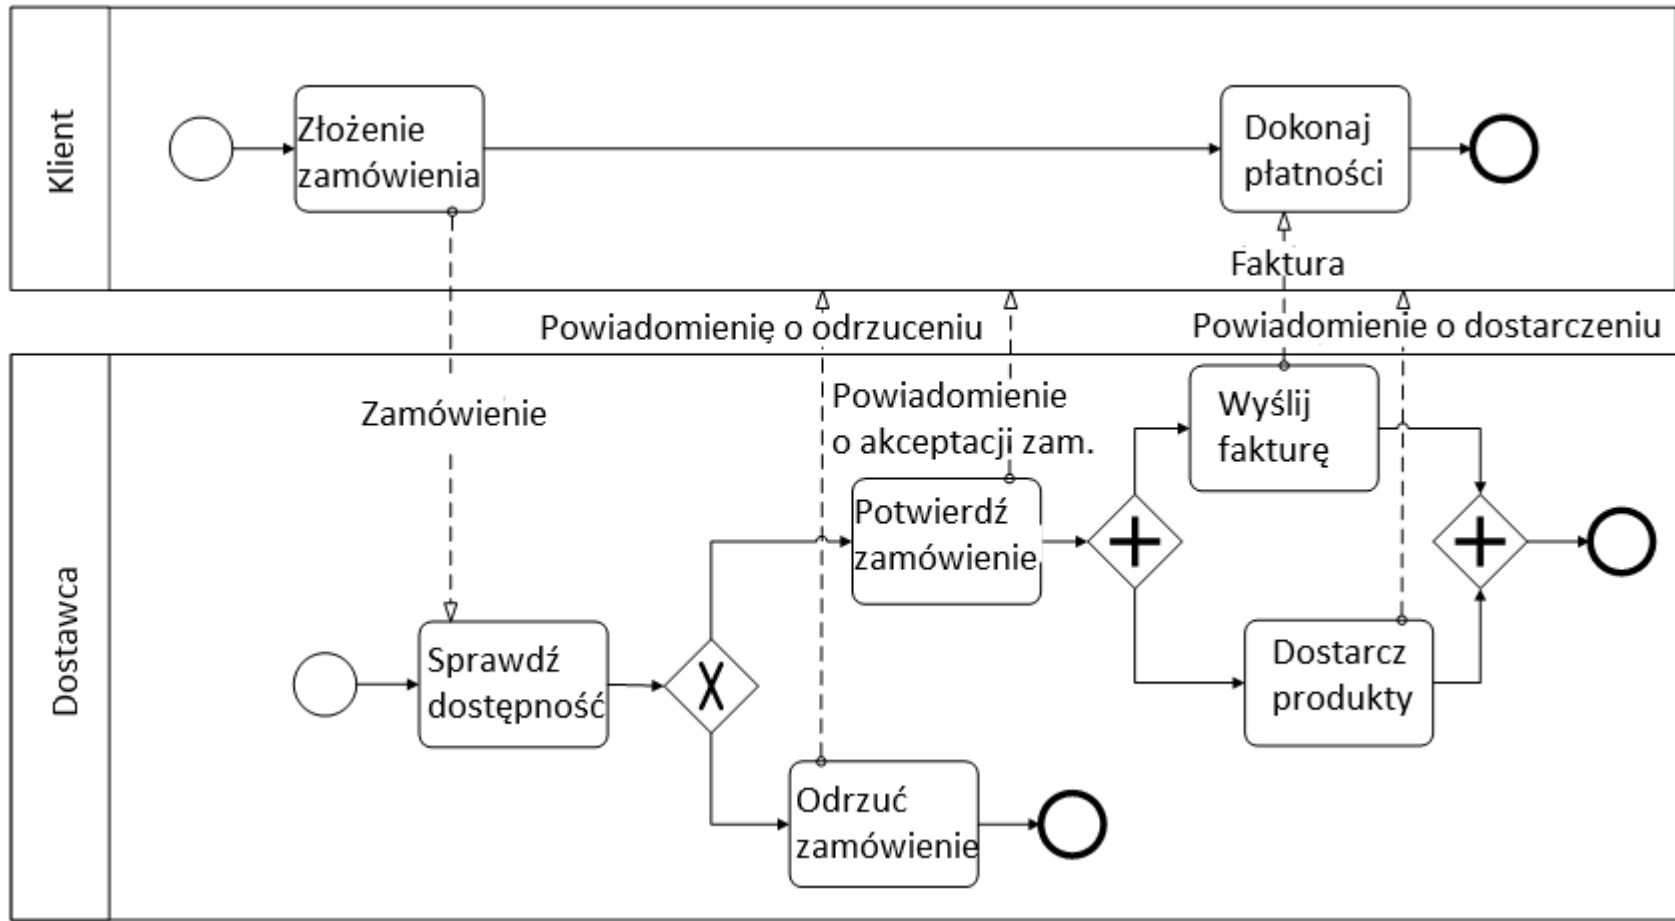 Klient
Złożenie
zamówienia
Dokonaj
płatności
Faktura
Powiadomienię o odrzuceniu
Powiadomienie o dostarczeniu
Zamówienie
Powiadomienie
o akceptacji zam.
Wyślij
fakturę
Dostawca
Potwierdź
zamówienie
Sprawdź
dostępność
X
Dostarcz
produkty
Odrzuć
zamówienie